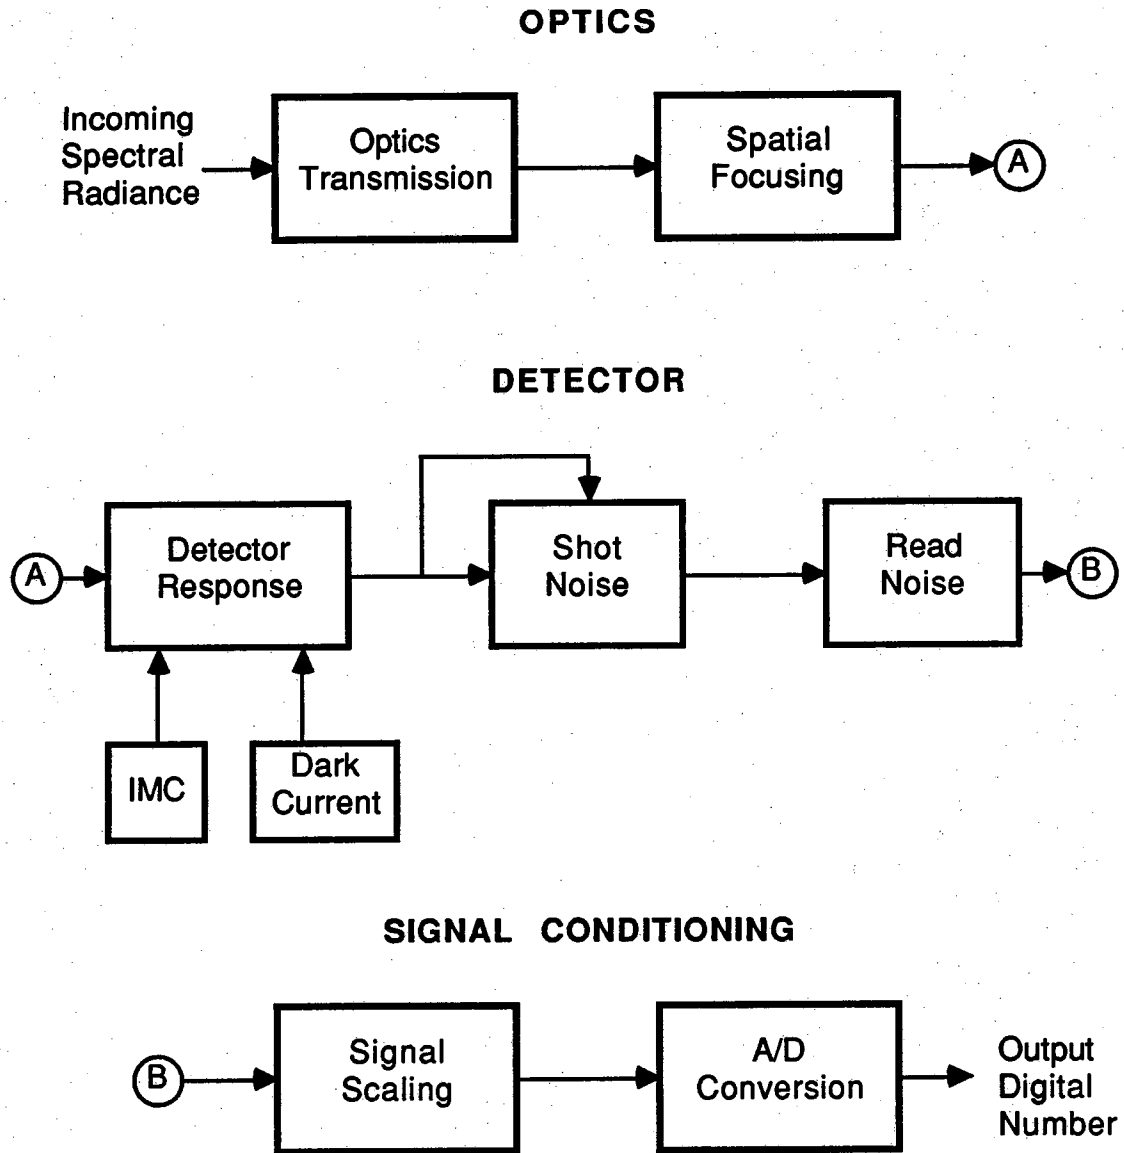 OPTICS
Incoming
Spectral
Radiance
Optics
Transmission
Spatial
Focusing
A
DETECTOR
A
Detector
Response
Shot
Noise
Read
Noise
B
IMC
Dark
Current
SIGNAL CONDITIONING
B
Signal
Scaling
A/D
Conversion
Output
Digital
Number